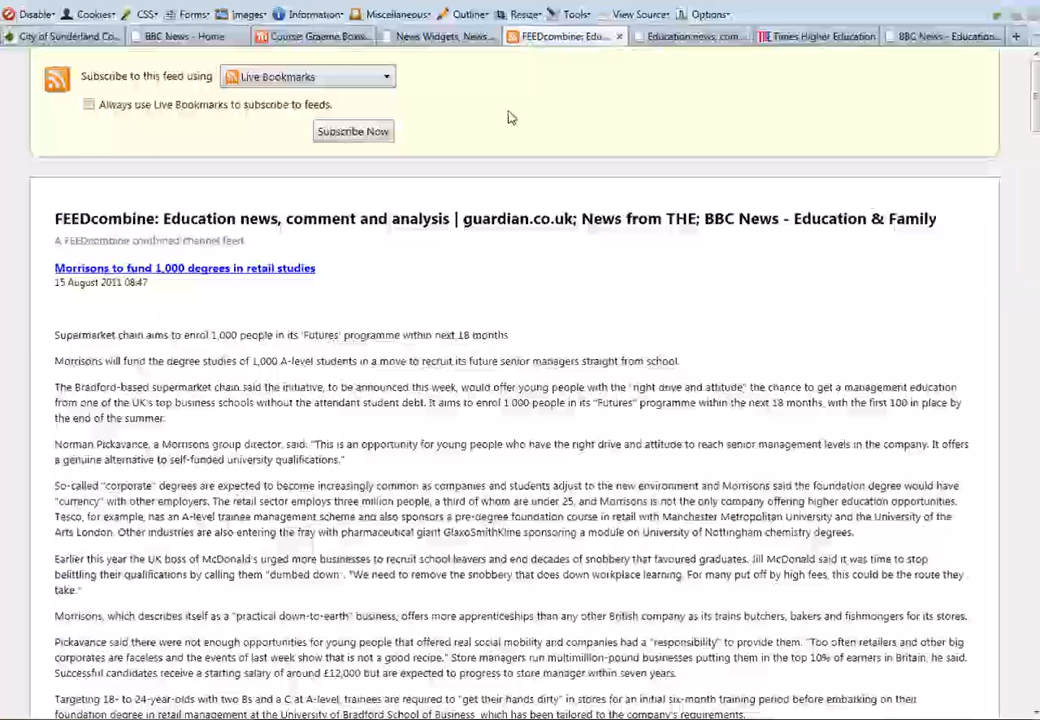 Disable▾ Cookies▾ CSS▾ Forms▾ Images▾ Information▾ Miscellaneous▾ Outline▾ Resize▾ Tools▾ View Source▾ Options▾
City of Sunderland Co... BBC News - Home Course: Graeme Boxw... News Widgets, News... FEEDcombine: Edu... × Education news, com... Times Higher Education BBC News - Education... +
Subscribe to this feed using Live Bookmarks
Always use Live Bookmarks to subscribe to feeds.
Subscribe Now
FEEDcombine: Education news, comment and analysis | guardian.co.uk; News from THE; BBC News - Education & Family
A FEEDcombine combined channel feed.
Morrisons to fund 1,000 degrees in retail studies
15 August 2011 08:47
Supermarket chain aims to enrol 1,000 people in its 'Futures' programme within next 18 months
Morrisons will fund the degree studies of 1,000 A-level students in a move to recruit its future senior managers straight from school.
The Bradford-based supermarket chain said the initiative, to be announced this week, would offer young people with the "right drive and attitude" the chance to get a management education
from one of the UK's top business schools without the attendant student debt. It aims to enrol 1,000 people in its "Futures" programme within the next 18 months, with the first 100 in place by
the end of the summer.
Norman Pickavance, a Morrisons group director, said: "This is an opportunity for young people who have the right drive and attitude to reach senior management levels in the company. It offers
a genuine alternative to self-funded university qualifications."
So-called "corporate" degrees are expected to become increasingly common as companies and students adjust to the new environment and Morrisons said the foundation degree would have
"currency" with other employers. The retail sector employs three million people, a third of whom are under 25, and Morrisons is not the only company offering higher education opportunities.
Tesco, for example, has an A-level trainee management scheme and also sponsors a pre-degree foundation course in retail with Manchester Metropolitan University and the University of the
Arts London. Other industries are also entering the fray with pharmaceutical giant GlaxoSmithKline sponsoring a module on University of Nottingham chemistry degrees.
Earlier this year the UK boss of McDonald's urged more businesses to recruit school leavers and end decades of snobbery that favoured graduates. Jill McDonald said it was time to stop
belittling their qualifications by calling them "dumbed down". "We need to remove the snobbery that does down workplace learning. For many put off by high fees, this could be the route they
take."
Morrisons, which describes itself as a "practical down-to-earth" business, offers more apprenticeships than any other British company as its trains butchers, bakers and fishmongers for its stores.
Pickavance said there were not enough opportunities for young people that offered real social mobility and companies had a "responsibility" to provide them. "Too often retailers and other big
corporates are faceless and the events of last week show that is not a good recipe." Store managers run multimillion-pound businesses putting them in the top 10% of earners in Britain, he said.
Successful candidates receive a starting salary of around £12,000 but are expected to progress to store manager within seven years.
Targeting 18- to 24-year-olds with two Bs and a C at A-level, trainees are required to "get their hands dirty" in stores for an initial six-month training period before embarking on their
foundation degree in retail management at the University of Bradford School of Business, which has been tailored to the company's requirements.